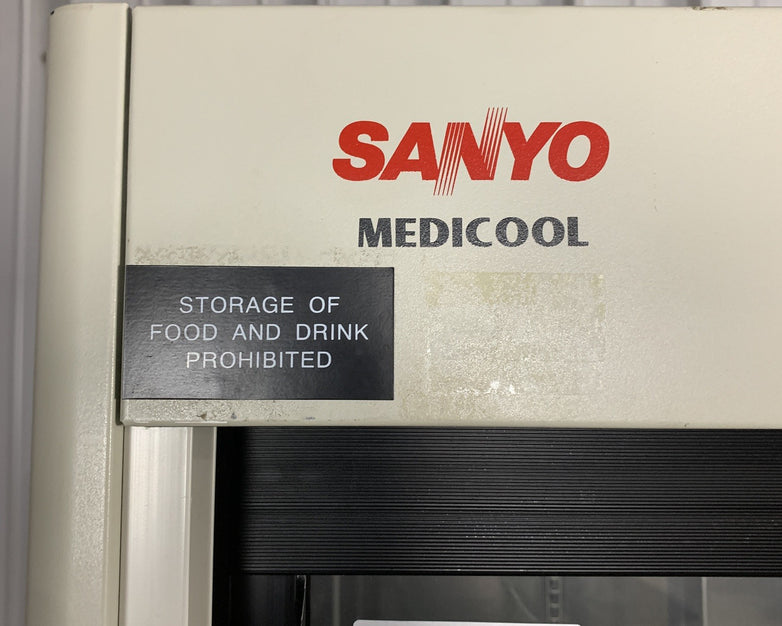 SANYO
MEDICOOL
STORAGE OF
FOOD AND DRINK
PROHIBITED